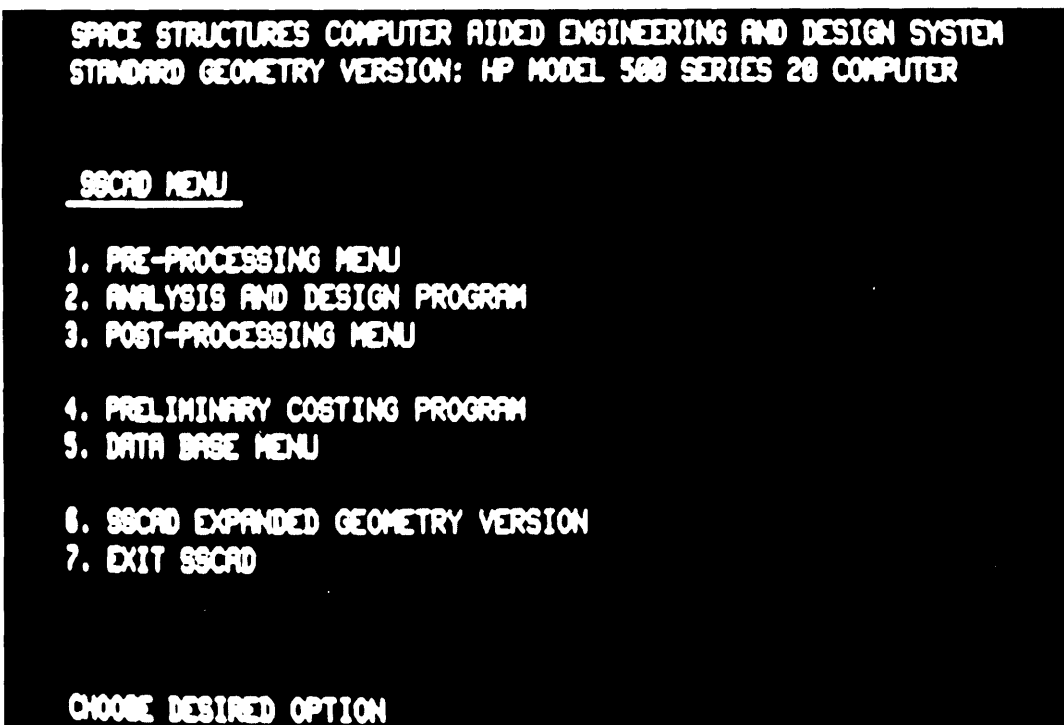 SPACE STRUCTURES COMPUTER AIDED ENGINEERING AND DESIGN SYSTEM
STANDARD GEOMETRY VERSION: HP MODEL 500 SERIES 20 COMPUTER
SSCAD MENU
1. PRE-PROCESSING MENU
2. ANALYSIS AND DESIGN PROGRAM
3. POST-PROCESSING MENU
4. PRELIMINARY COSTING PROGRAM
5. DATA BASE MENU
6. SSCAD EXPANDED GEOMETRY VERSION
7. EXIT SSCAD
CHOOSE DESIRED OPTION